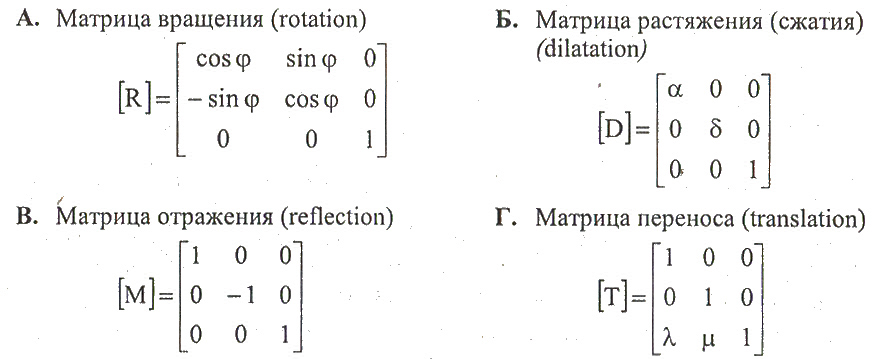 А. Матрица вращения (rotation)
[R]= [ cos φ sin φ 0
− sin φ cos φ 0
0 0 1 ]
Б. Матрица растяжения (сжатия)
(dilatation)
[D]= [ α 0 0
0 δ 0
0 0 1 ]
В. Матрица отражения (reflection)
[M]= [ 1 0 0
0 −1 0
0 0 1 ]
Г. Матрица переноса (translation)
[T]= [ 1 0 0
0 1 0
λ μ 1 ]